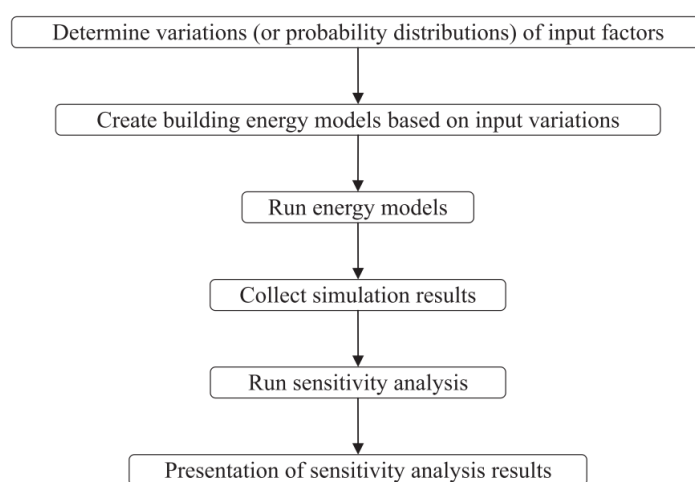 Determine variations (or probability distributions) of input factors
Create building energy models based on input variations
Run energy models
Collect simulation results
Run sensitivity analysis
Presentation of sensitivity analysis results